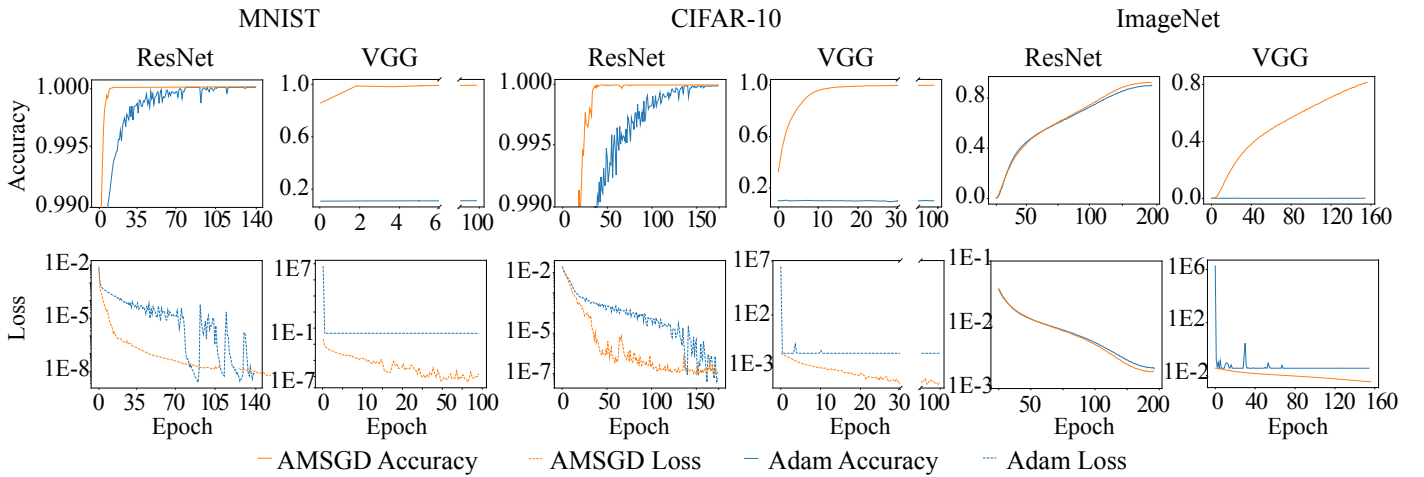 MNIST CIFAR-10 ImageNet
ResNet VGG ResNet VGG ResNet VGG
Accuracy
1.000 0.995 0.990
0 35 70 105 140
1.0 0.6 0.2
0 2 4 6 100
1.000 0.995 0.990
0 50 100 150
1.0 0.6 0.2
0 10 20 30 100
0.8 0.4 0.0
50 100 200
0.8 0.4 0.0
0 40 80 120 160
Loss
1E-2 1E-5 1E-8
0 35 70 105 140
1E7 1E-1 1E-7
0 10 20 50 100
1E-2 1E-5 1E-7
0 50 100 150
1E7 1E2 1E-3
0 10 20 30 100
1E-1 1E-2 1E-3
50 100 200
1E6 1E2 1E-2
0 40 80 120 160
Epoch Epoch Epoch Epoch Epoch Epoch
AMSGD Accuracy AMSGD Loss Adam Accuracy Adam Loss